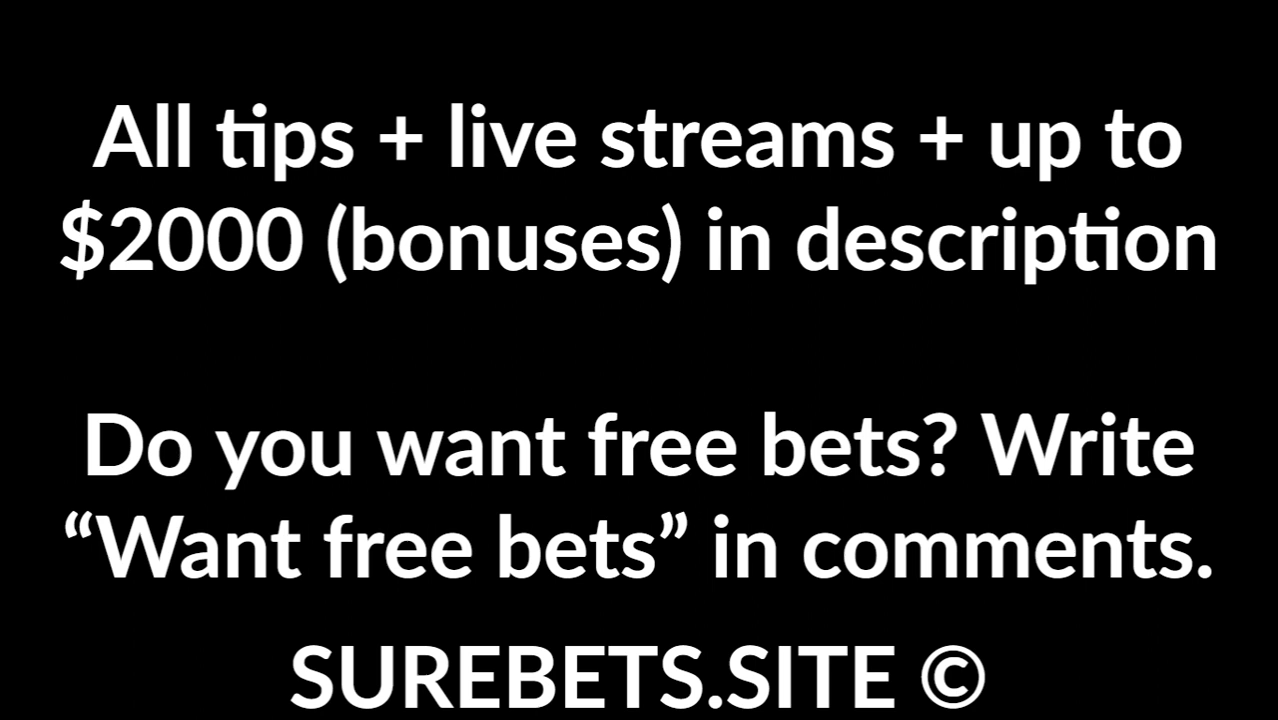 All tips + live streams + up to
$2000 (bonuses) in description
Do you want free bets? Write
“Want free bets” in comments.
SUREBETS.SITE ©